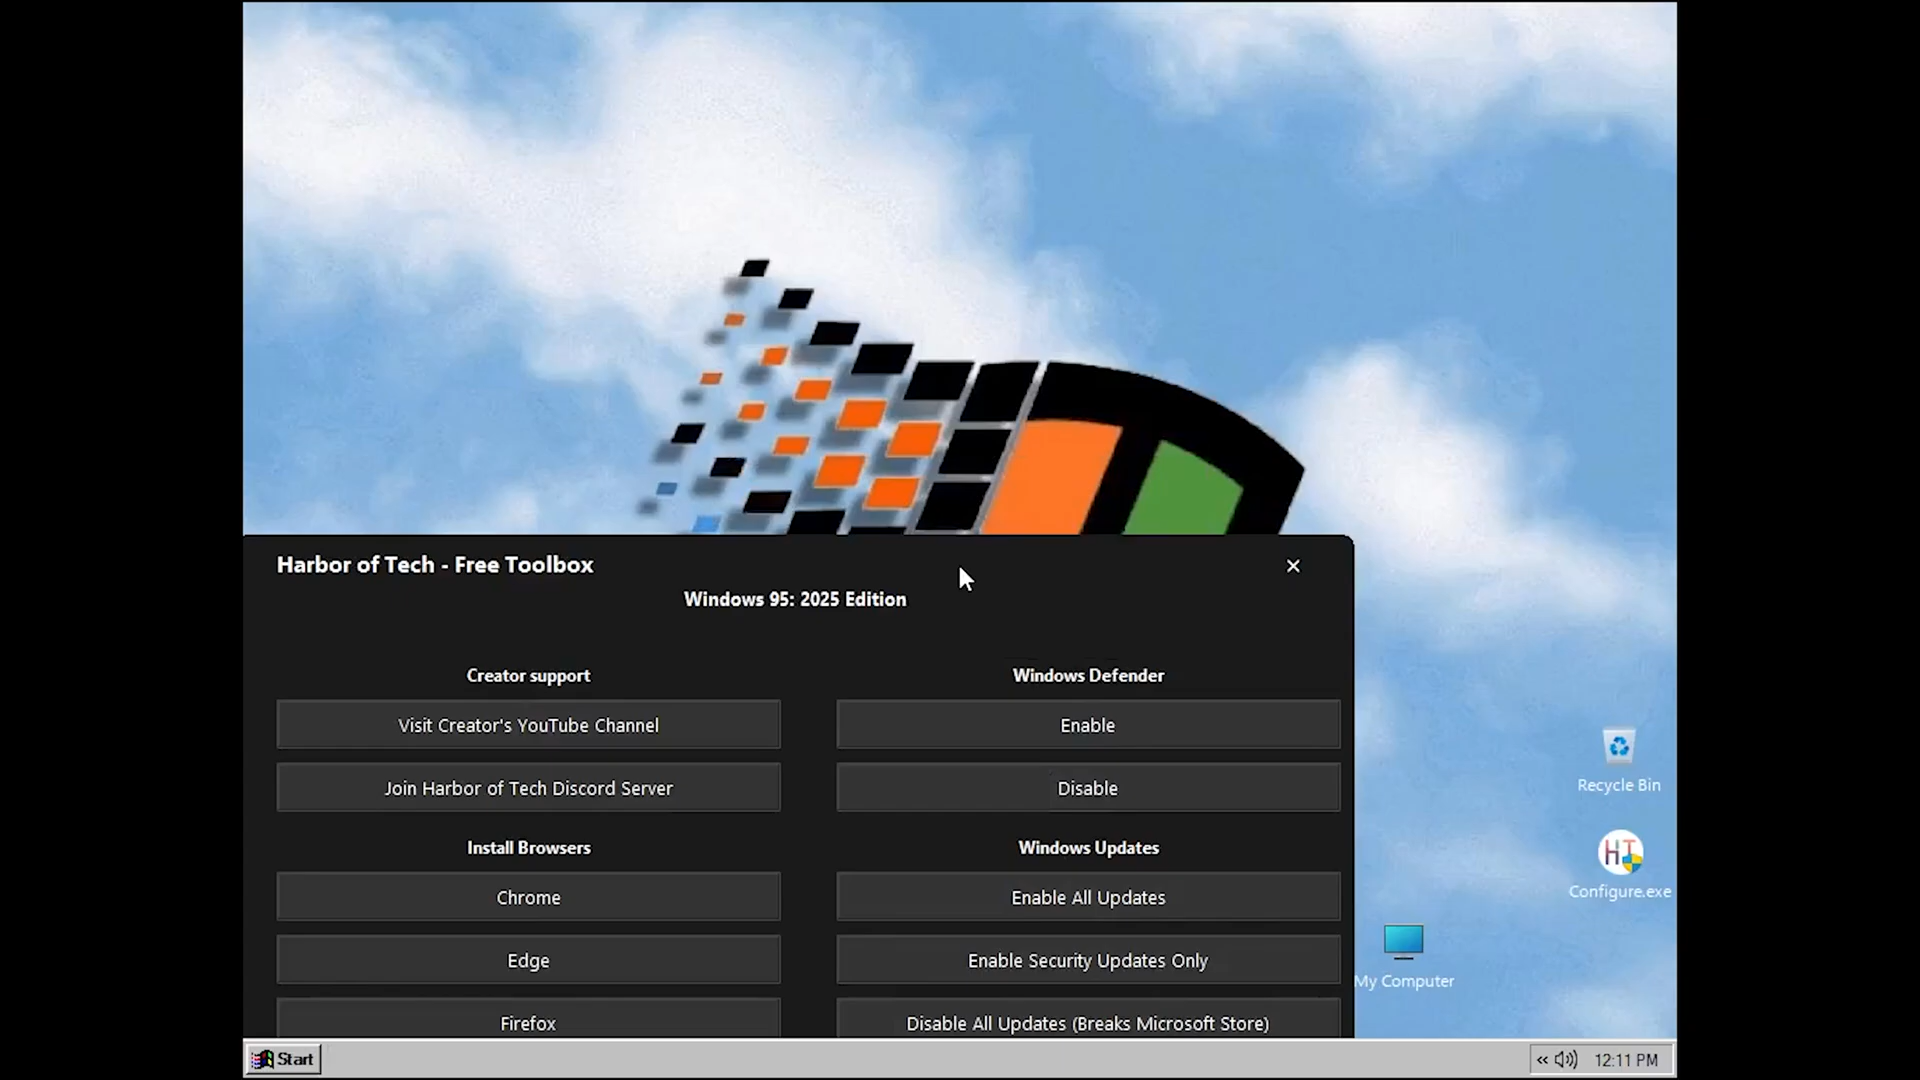 Harbor of Tech - Free Toolbox
Windows 95: 2025 Edition
Creator support
Visit Creator's YouTube Channel
Join Harbor of Tech Discord Server
Install Browsers
Chrome
Edge
Firefox
Windows Defender
Enable
Disable
Windows Updates
Enable All Updates
Enable Security Updates Only
Disable All Updates (Breaks Microsoft Store)
Recycle Bin
HT
Configure.exe
My Computer
Start
12:11 PM